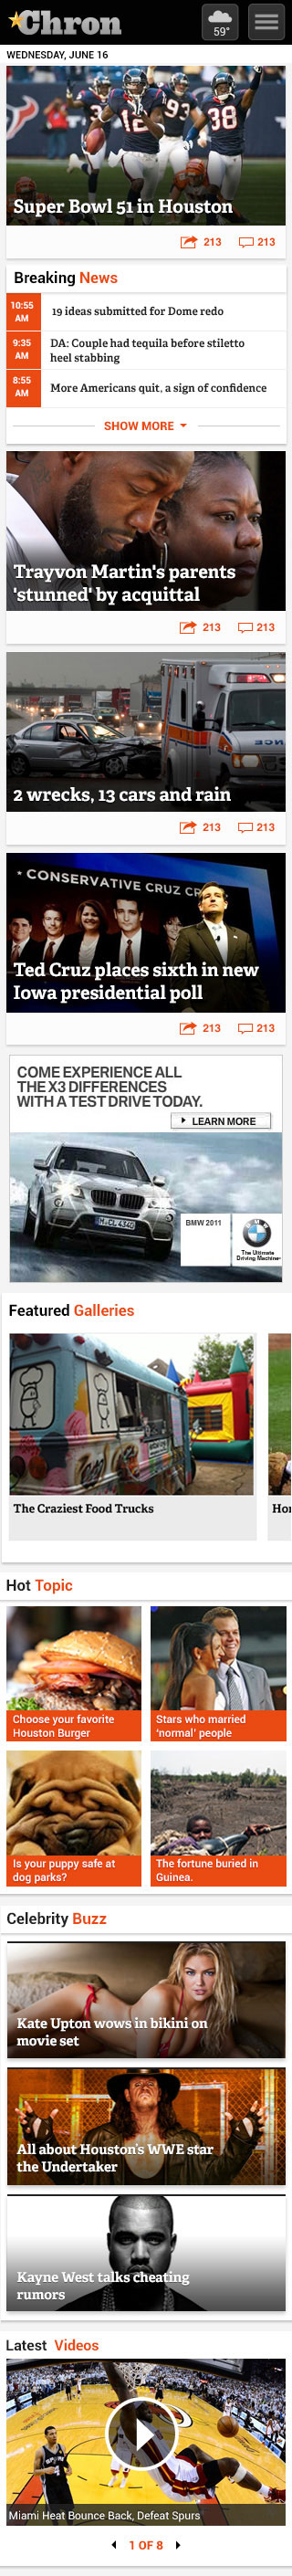 Chron
59°
WEDNESDAY, JUNE 16
Super Bowl 51 in Houston
213 213
Breaking News
10:55 AM
19 ideas submitted for Dome redo
9:35 AM
DA: Couple had tequila before stiletto
heel stabbing
8:55 AM
More Americans quit, a sign of confidence
SHOW MORE
Trayvon Martin's parents
'stunned' by acquittal
213 213
2 wrecks, 13 cars and rain
213 213
CONSERVATIVE CRUZ CR
Ted Cruz places sixth in new
Iowa presidential poll
213 213
COME EXPERIENCE ALL
THE X3 DIFFERENCES
WITH A TEST DRIVE TODAY.
LEARN MORE
M:CL 4340
BMW 2011
The Ultimate
Driving Machine
Featured Galleries
The Craziest Food Trucks
Hot Topic
Choose your favorite
Houston Burger
Stars who married
'normal' people
Is your puppy safe at
dog parks?
The fortune buried in
Guinea.
Celebrity Buzz
Kate Upton wows in bikini on
movie set
All about Houston's WWE star
the Undertaker
Kayne West talks cheating
rumors
Latest Videos
Miami Heat Bounce Back, Defeat Spurs
1 OF 8